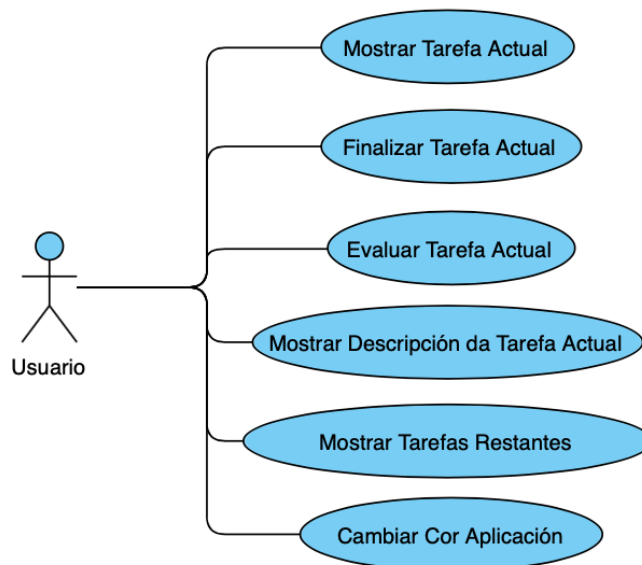 Mostrar Tarefa Actual
Finalizar Tarefa Actual
Evaluar Tarefa Actual
Usuario
Mostrar Descripción da Tarefa Actual
Mostrar Tarefas Restantes
Cambiar Cor Aplicación